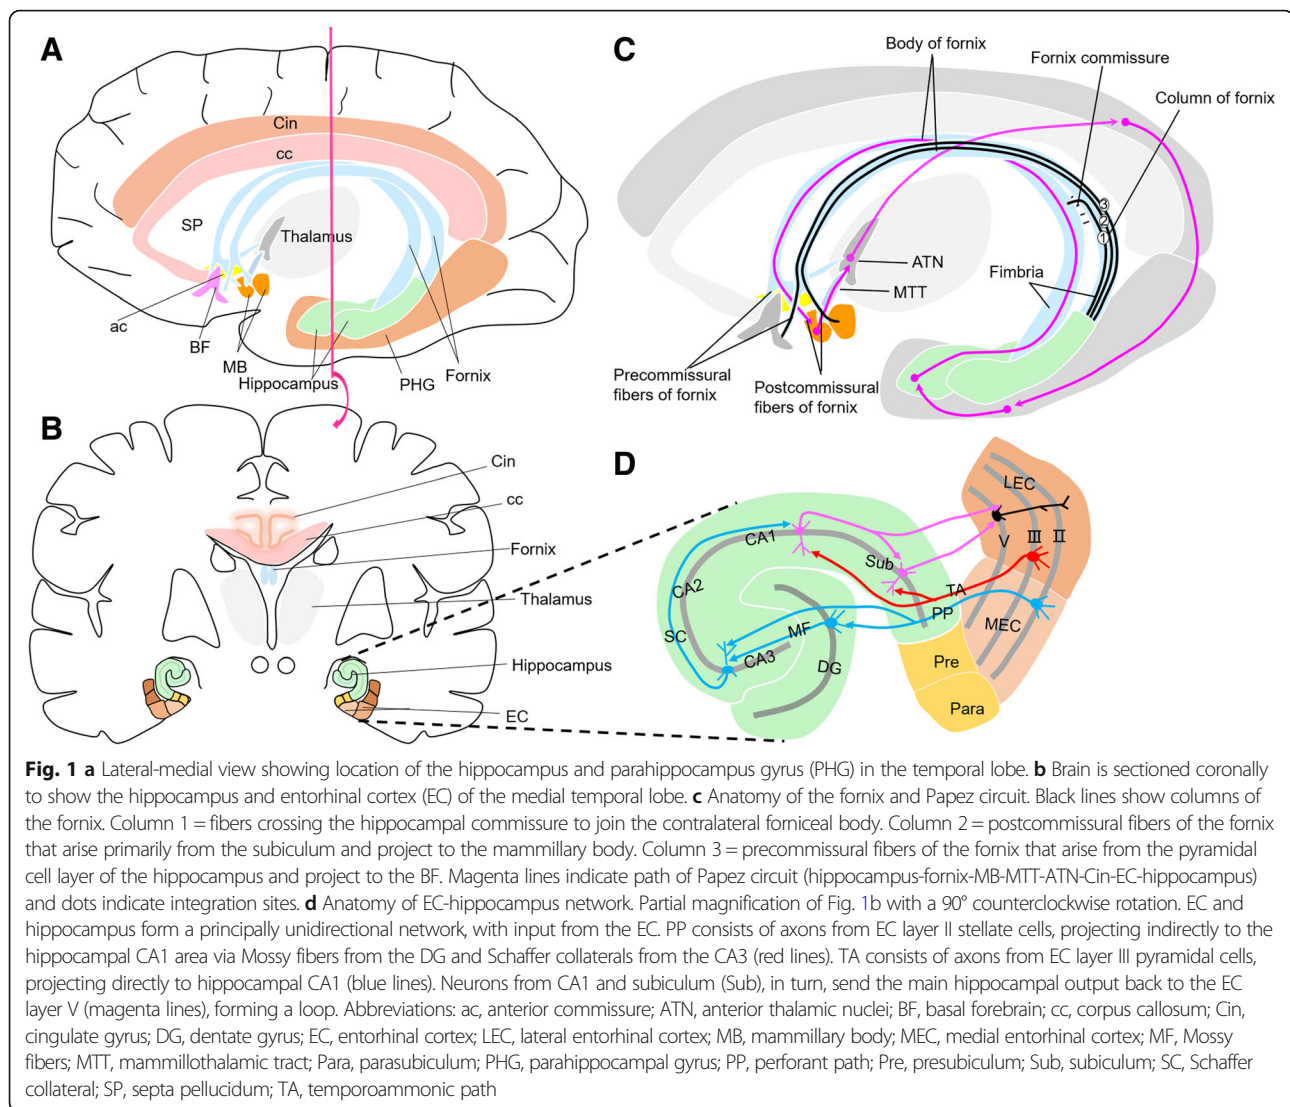 A
Cin
cc
SP
Thalamus
ac
BF
MB
Hippocampus
PHG
Fornix
C
Body of fornix
Fornix commissure
Column of fornix
3
2
1
ATN
MTT
Fimbria
Precommissural
fibers of fornix
Postcommissural
fibers of fornix
B
Cin
cc
Fornix
Thalamus
Hippocampus
EC
D
LEC
CA1
V
III
II
Sub
CA2
TA
PP
MEC
SC
MF
CA3
DG
Pre
Para
Fig. 1 a Lateral-medial view showing location of the hippocampus and parahippocampus gyrus (PHG) in the temporal lobe. b Brain is sectioned coronally
to show the hippocampus and entorhinal cortex (EC) of the medial temporal lobe. c Anatomy of the fornix and Papez circuit. Black lines show columns of
the fornix. Column 1 = fibers crossing the hippocampal commissure to join the contralateral forniceal body. Column 2 = postcommissural fibers of the fornix
that arise primarily from the subiculum and project to the mammillary body. Column 3 = precommissural fibers of the fornix that arise from the pyramidal
cell layer of the hippocampus and project to the BF. Magenta lines indicate path of Papez circuit (hippocampus-fornix-MB-MTT-ATN-Cin-EC-hippocampus)
and dots indicate integration sites. d Anatomy of EC-hippocampus network. Partial magnification of Fig. 1b with a 90° counterclockwise rotation. EC and
hippocampus form a principally unidirectional network, with input from the EC. PP consists of axons from EC layer II stellate cells, projecting indirectly to the
hippocampal CA1 area via Mossy fibers from the DG and Schaffer collaterals from the CA3 (red lines). TA consists of axons from EC layer III pyramidal cells,
projecting directly to hippocampal CA1 (blue lines). Neurons from CA1 and subiculum (Sub), in turn, send the main hippocampal output back to the EC
layer V (magenta lines), forming a loop. Abbreviations: ac, anterior commissure; ATN, anterior thalamic nuclei; BF, basal forebrain; cc, corpus callosum; Cin,
cingulate gyrus; DG, dentate gyrus; EC, entorhinal cortex; LEC, lateral entorhinal cortex; MB, mammillary body; MEC, medial entorhinal cortex; MF, Mossy
fibers; MTT, mammillothalamic tract; Para, parasubiculum; PHG, parahippocampal gyrus; PP, perforant path; Pre, presubiculum; Sub, subiculum; SC, Schaffer
collateral; SP, septa pellucidum; TA, temporoammonic path